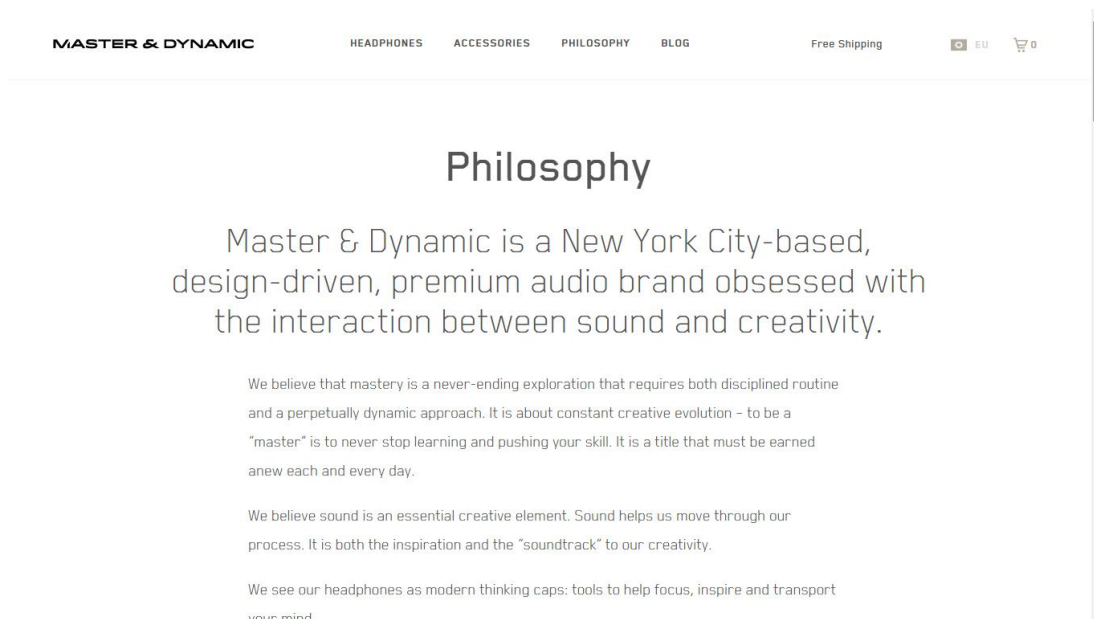 MASTER & DYNAMIC
HEADPHONES ACCESSORIES PHILOSOPHY BLOG
Free Shipping
EU
0
Philosophy
Master & Dynamic is a New York City-based,
design-driven, premium audio brand obsessed with
the interaction between sound and creativity.
We believe that mastery is a never-ending exploration that requires both disciplined routine
and a perpetually dynamic approach. It is about constant creative evolution – to be a
“master” is to never stop learning and pushing your skill. It is a title that must be earned
anew each and every day.
We believe sound is an essential creative element. Sound helps us move through our
process. It is both the inspiration and the “soundtrack” to our creativity.
We see our headphones as modern thinking caps: tools to help focus, inspire and transport
your mind.